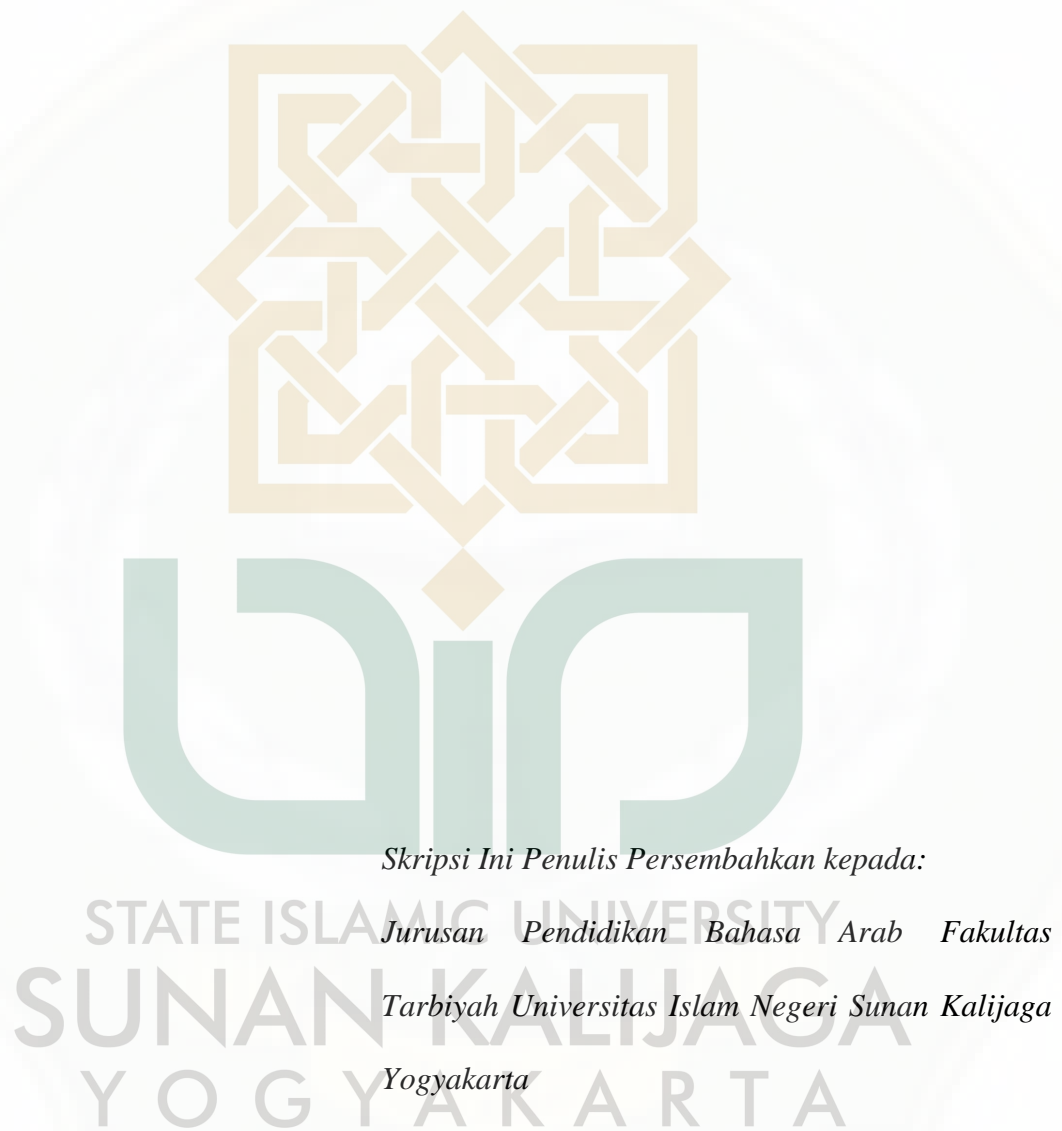 Skripsi Ini Penulis Persembahkan kepada:
Jurusan Pendidikan Bahasa Arab Fakultas
Tarbiyah Universitas Islam Negeri Sunan Kalijaga
Yogyakarta
STATE ISLAMIC UNIVERSITY
SUNAN KALIJAGA
YOGYAKARTA